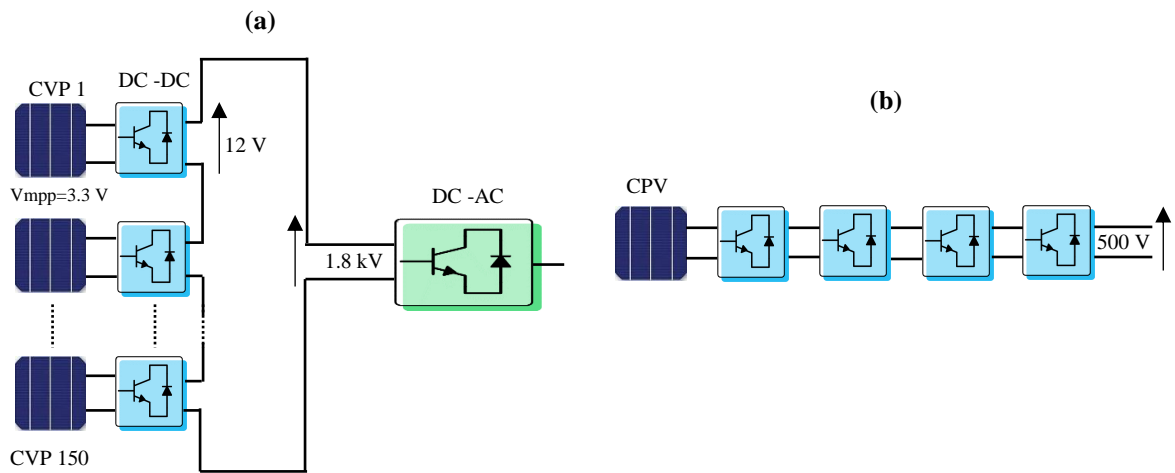 (a)
CVP 1
DC -DC
12 V
Vmpp=3.3 V
DC -AC
1.8 kV
CVP 150
(b)
CPV
500 V